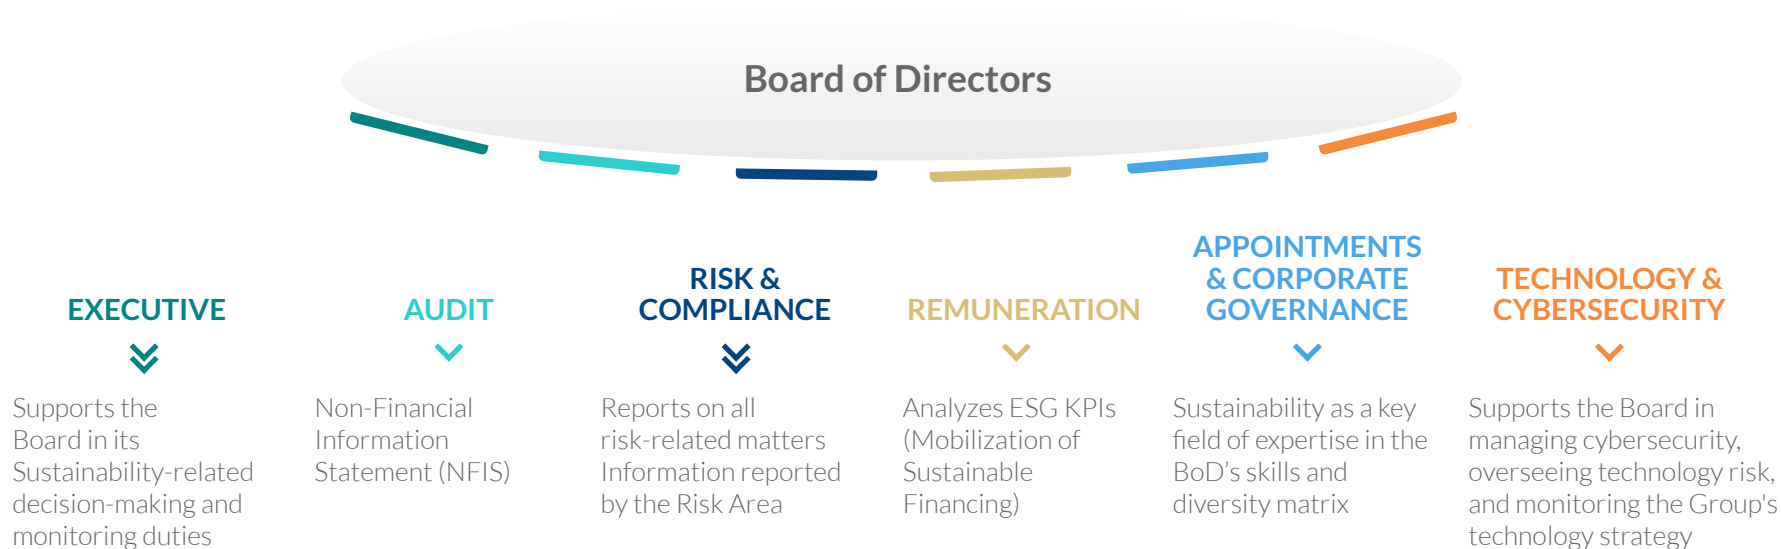 Board of Directors
EXECUTIVE
Supports the
Board in its
Sustainability-related
decision-making and
monitoring duties
AUDIT
Non-Financial
Information
Statement (NFIS)
RISK &
COMPLIANCE
Reports on all
risk-related matters
Information reported
by the Risk Area
REMUNERATION
Analyzes ESG KPIs
(Mobilization of
Sustainable
Financing)
APPOINTMENTS
& CORPORATE
GOVERNANCE
Sustainability as a key
field of expertise in the
BoD’s skills and
diversity matrix
TECHNOLOGY &
CYBERSECURITY
Supports the Board in
managing cybersecurity,
overseeing technology risk,
and monitoring the Group's
technology strategy